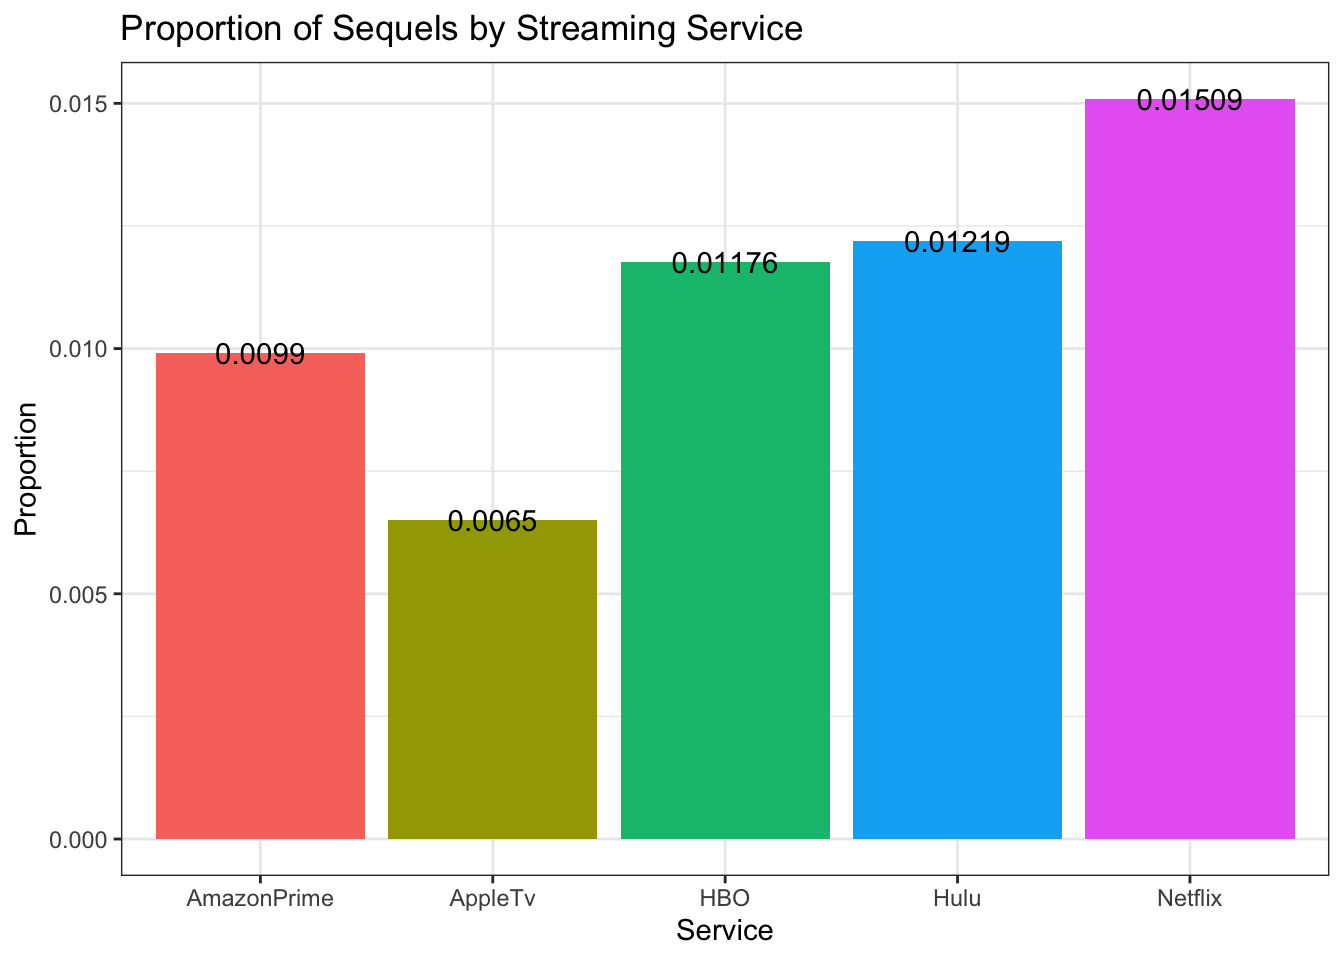 Proportion of Sequels by Streaming Service
0.015
0.010
0.005
0.000
Proportion
0.0099
0.0065
0.01176
0.01219
0.01509
AmazonPrime
AppleTv
HBO
Hulu
Netflix
Service